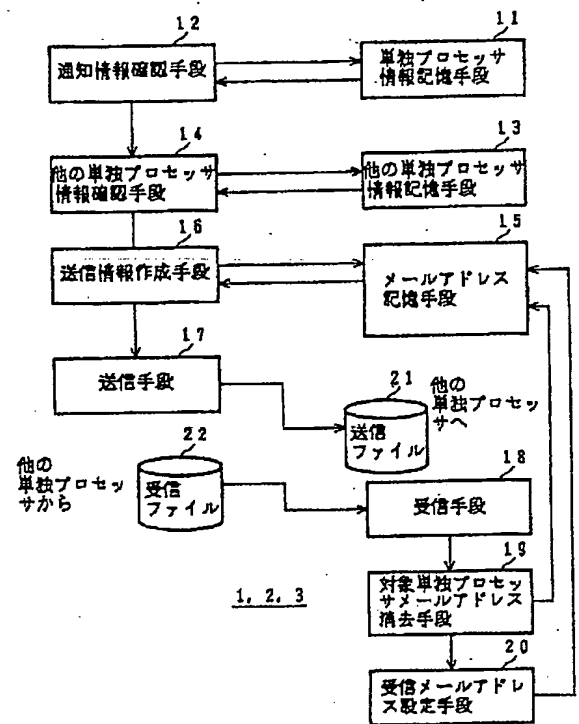 12
通知情報確認手段
11
単独プロセッサ
情報記憶手段
14
他の単独プロセッサ
情報確認手段
13
他の単独プロセッサ
情報記憶手段
16
送信情報作成手段
15
メールアドレス
記憶手段
17
送信手段
21
送信
ファイル
他の
単独プロセッ
サへ
他の
単独プロセッ
サから
22
受信
ファイル
18
受信手段
19
対象単独プロセッ
サメールアドレス
消去手段
1, 2, 3
20
受信メールアドレ
ス設定手段